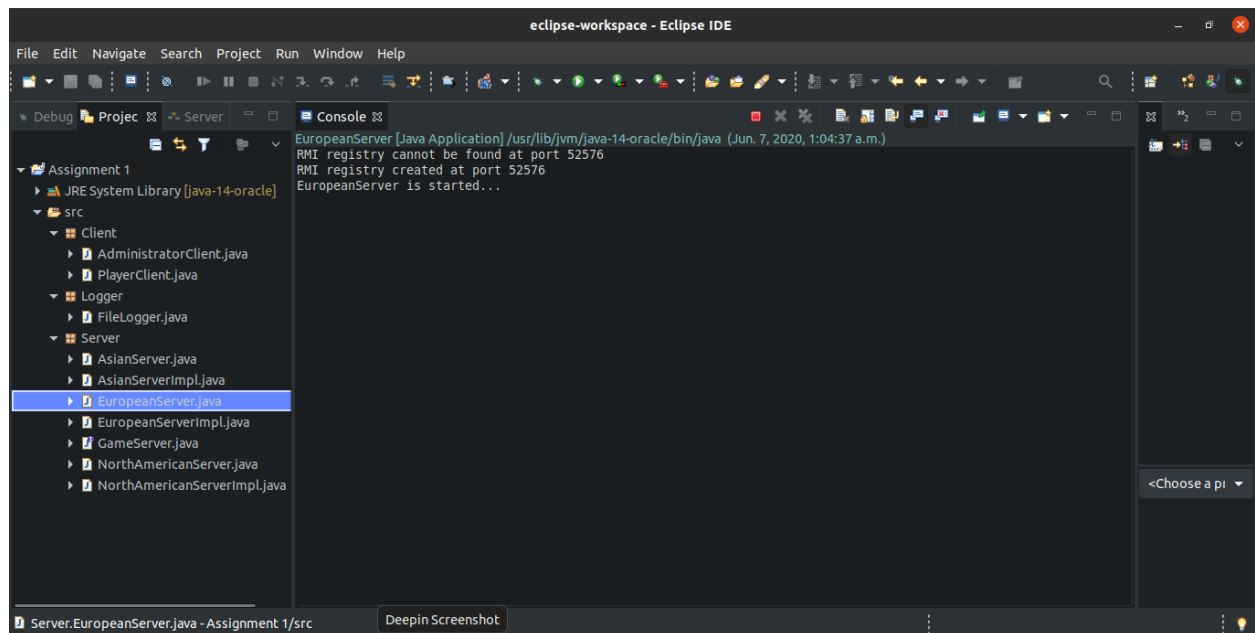 eclipse-workspace - Eclipse IDE
File Edit Navigate Search Project Run Window Help
Debug Projec Server
Console
EuropeanServer [Java Application] /usr/lib/jvm/java-14-oracle/bin/java (Jun. 7, 2020, 1:04:37 a.m.)
RMI registry cannot be found at port 52576
RMI registry created at port 52576
EuropeanServer is started...
Assignment 1
JRE System Library [java-14-oracle]
src
Client
AdministratorClient.java
PlayerClient.java
Logger
FileLogger.java
Server
AsianServer.java
AsianServerImpl.java
EuropeanServer.java
EuropeanServerImpl.java
GameServer.java
NorthAmericanServer.java
NorthAmericanServerImpl.java
»2
<Choose a pr
Server.EuropeanServer.java - Assignment 1/src
Deepin Screenshot